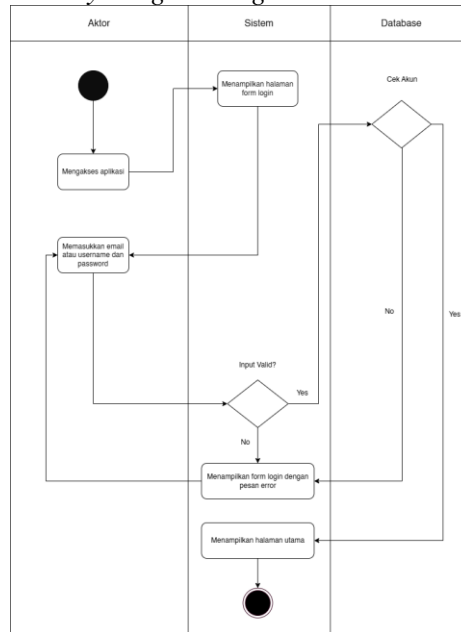 Aktor
Sistem
Database
Menampilkan halaman
form login
Cek Akun
Mengakses aplikasi
Memasukkan email
atau username dan
password
No
Yes
Input Valid?
Yes
No
Menampilkan form login dengan
pesan error
Menampilkan halaman utama